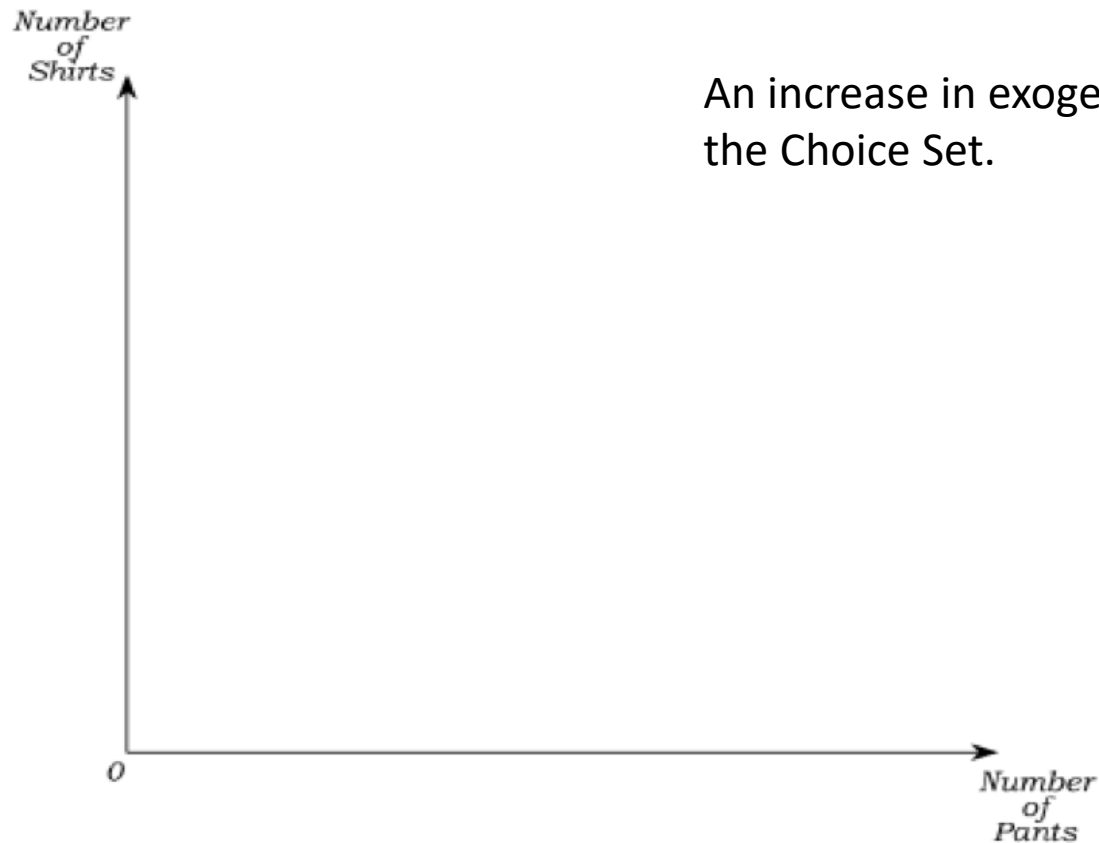 Number
of
Shirts
An increase in exoge
the Choice Set.
0
Number
of
Pants